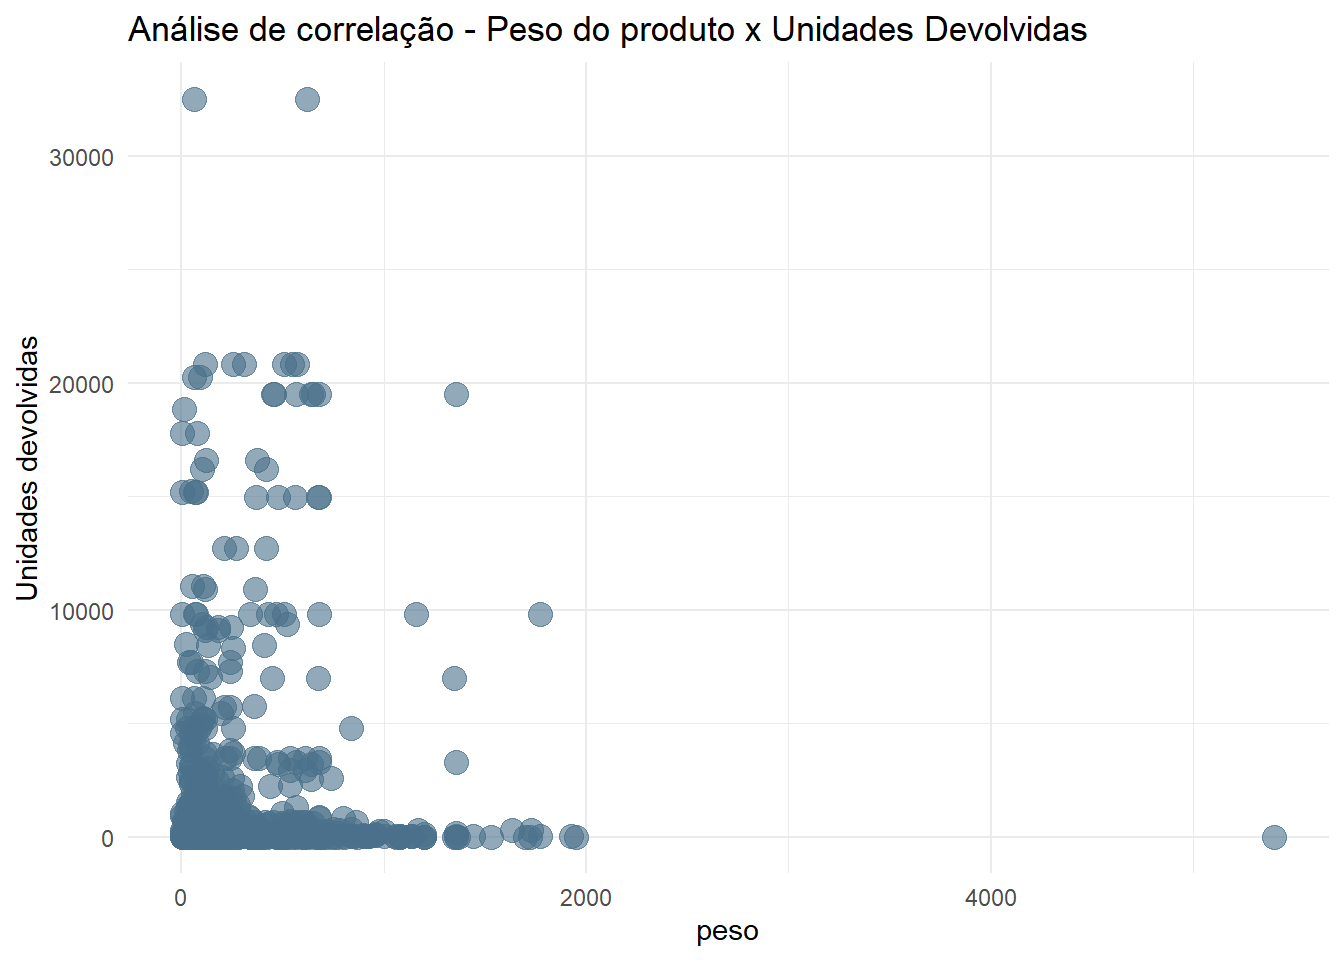 Análise de correlação - Peso do produto x Unidades Devolvidas
Unidades devolvidas
30000
20000
10000
0
0
2000
4000
peso